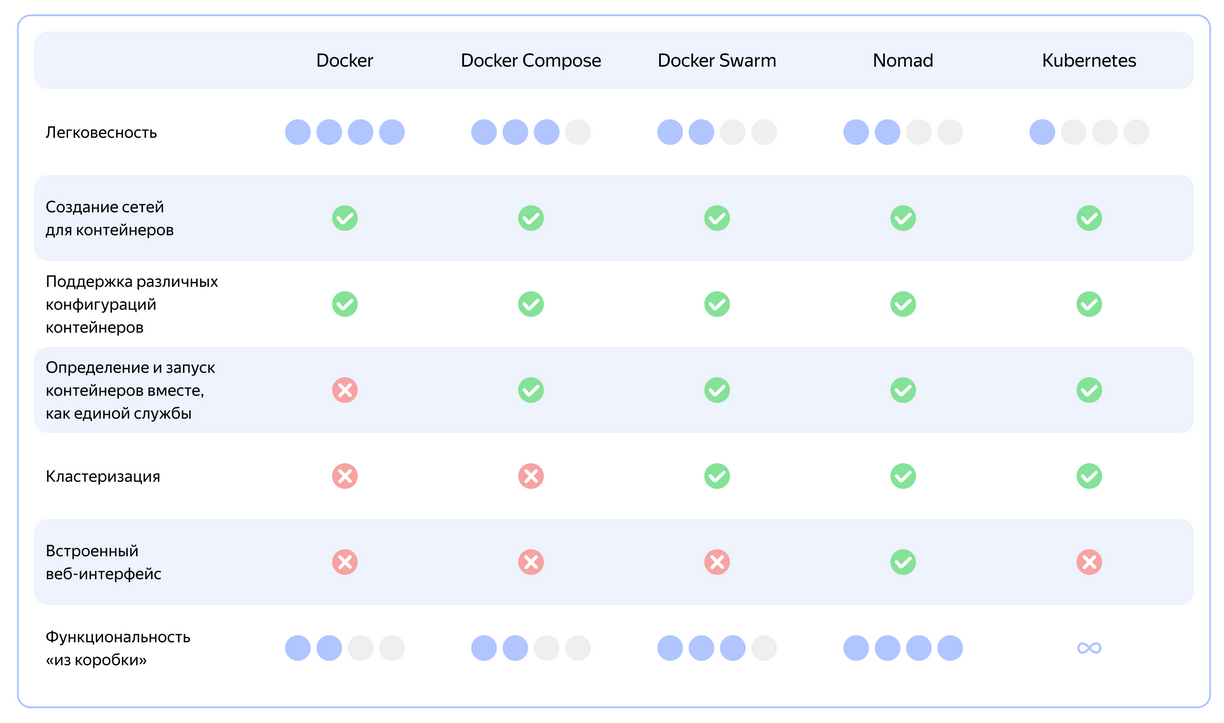 Docker Docker Compose Docker Swarm Nomad Kubernetes
Легковесность
Создание сетей
для контейнеров
Поддержка различных
конфигураций
контейнеров
Определение и запуск
контейнеров вместе,
как единой службы
Кластеризация
Встроенный
веб-интерфейс
Функциональность
«из коробки»
∞